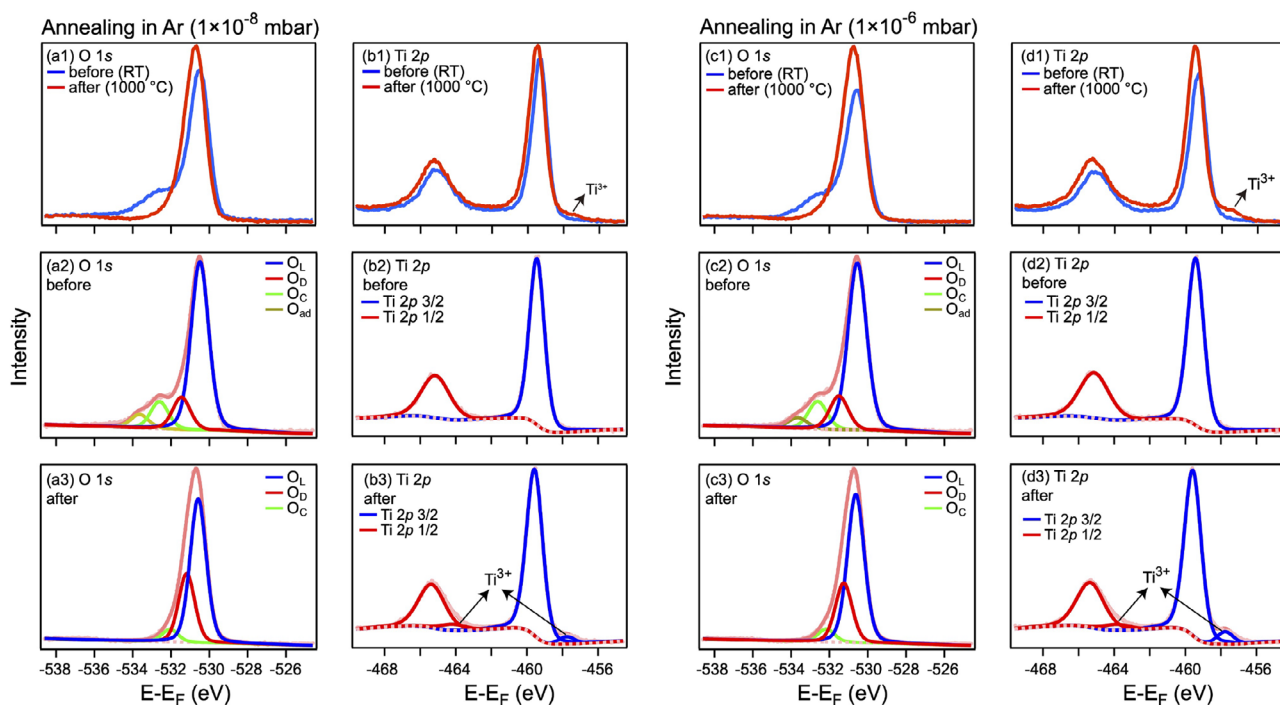 Annealing in Ar (1×10⁻⁸ mbar)
Annealing in Ar (1×10⁻⁶ mbar)
(a1) O 1s
before (RT)
after (1000 °C)
(b1) Ti 2p
before (RT)
after (1000 °C)
Ti³⁺
(c1) O 1s
before (RT)
after (1000 °C)
(d1) Ti 2p
before (RT)
after (1000 °C)
Ti³⁺
Intensity
(a2) O 1s
before
O_L
O_D
O_C
O_ad
(b2) Ti 2p
before
Ti 2p 3/2
Ti 2p 1/2
Intensity
(c2) O 1s
before
O_L
O_D
O_C
O_ad
(d2) Ti 2p
before
Ti 2p 3/2
Ti 2p 1/2
(a3) O 1s
after
O_L
O_D
O_C
(b3) Ti 2p
after
Ti 2p 3/2
Ti 2p 1/2
Ti³⁺
(c3) O 1s
after
O_L
O_D
O_C
(d3) Ti 2p
after
Ti 2p 3/2
Ti 2p 1/2
Ti³⁺
-538 -534 -530 -526
-468 -464 -460 -456
-538 -534 -530 -526
-468 -464 -460 -456
E-E_F (eV)
E-E_F (eV)
E-E_F (eV)
E-E_F (eV)